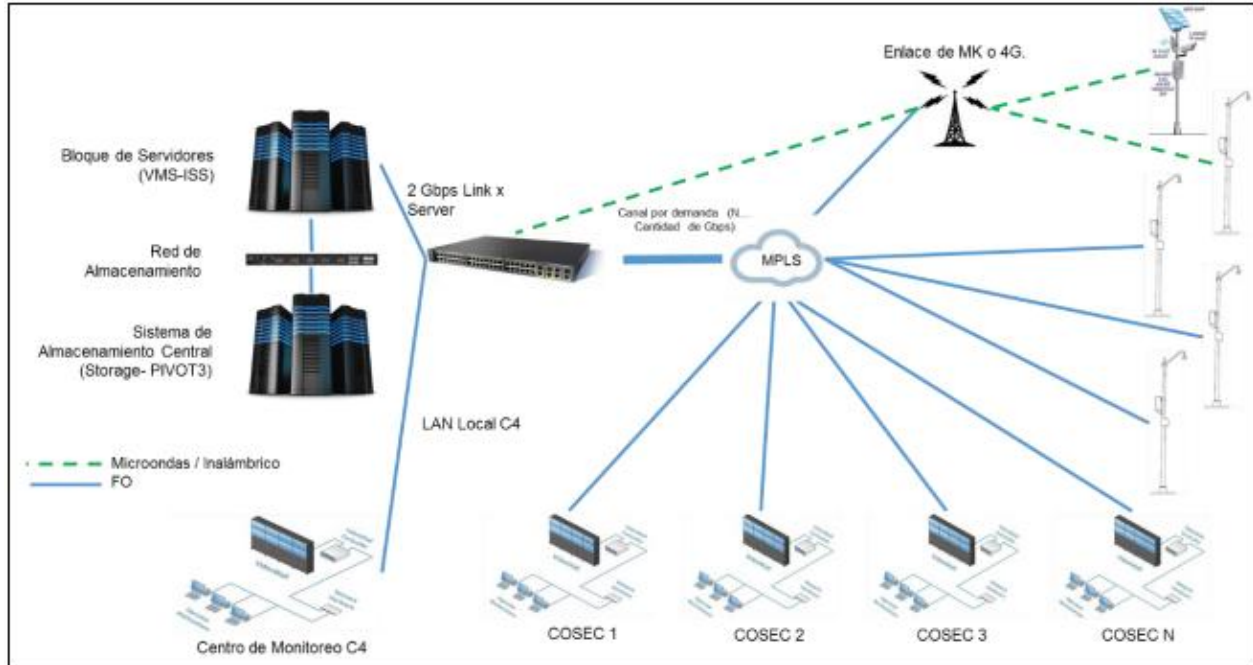 Enlace de MK o 4G.
Bloque de Servidores
(VMS-ISS)
2 Gbps Link x
Server
Canal por demanda (N...
Cantidad de Gbps)
Red de
Almacenamiento
MPLS
Sistema de
Almacenamiento Central
(Storage- PIVOT3)
LAN Local C4
Microondas / Inalámbrico
FO
Centro de Monitoreo C4
COSEC 1
COSEC 2
COSEC 3
COSEC N